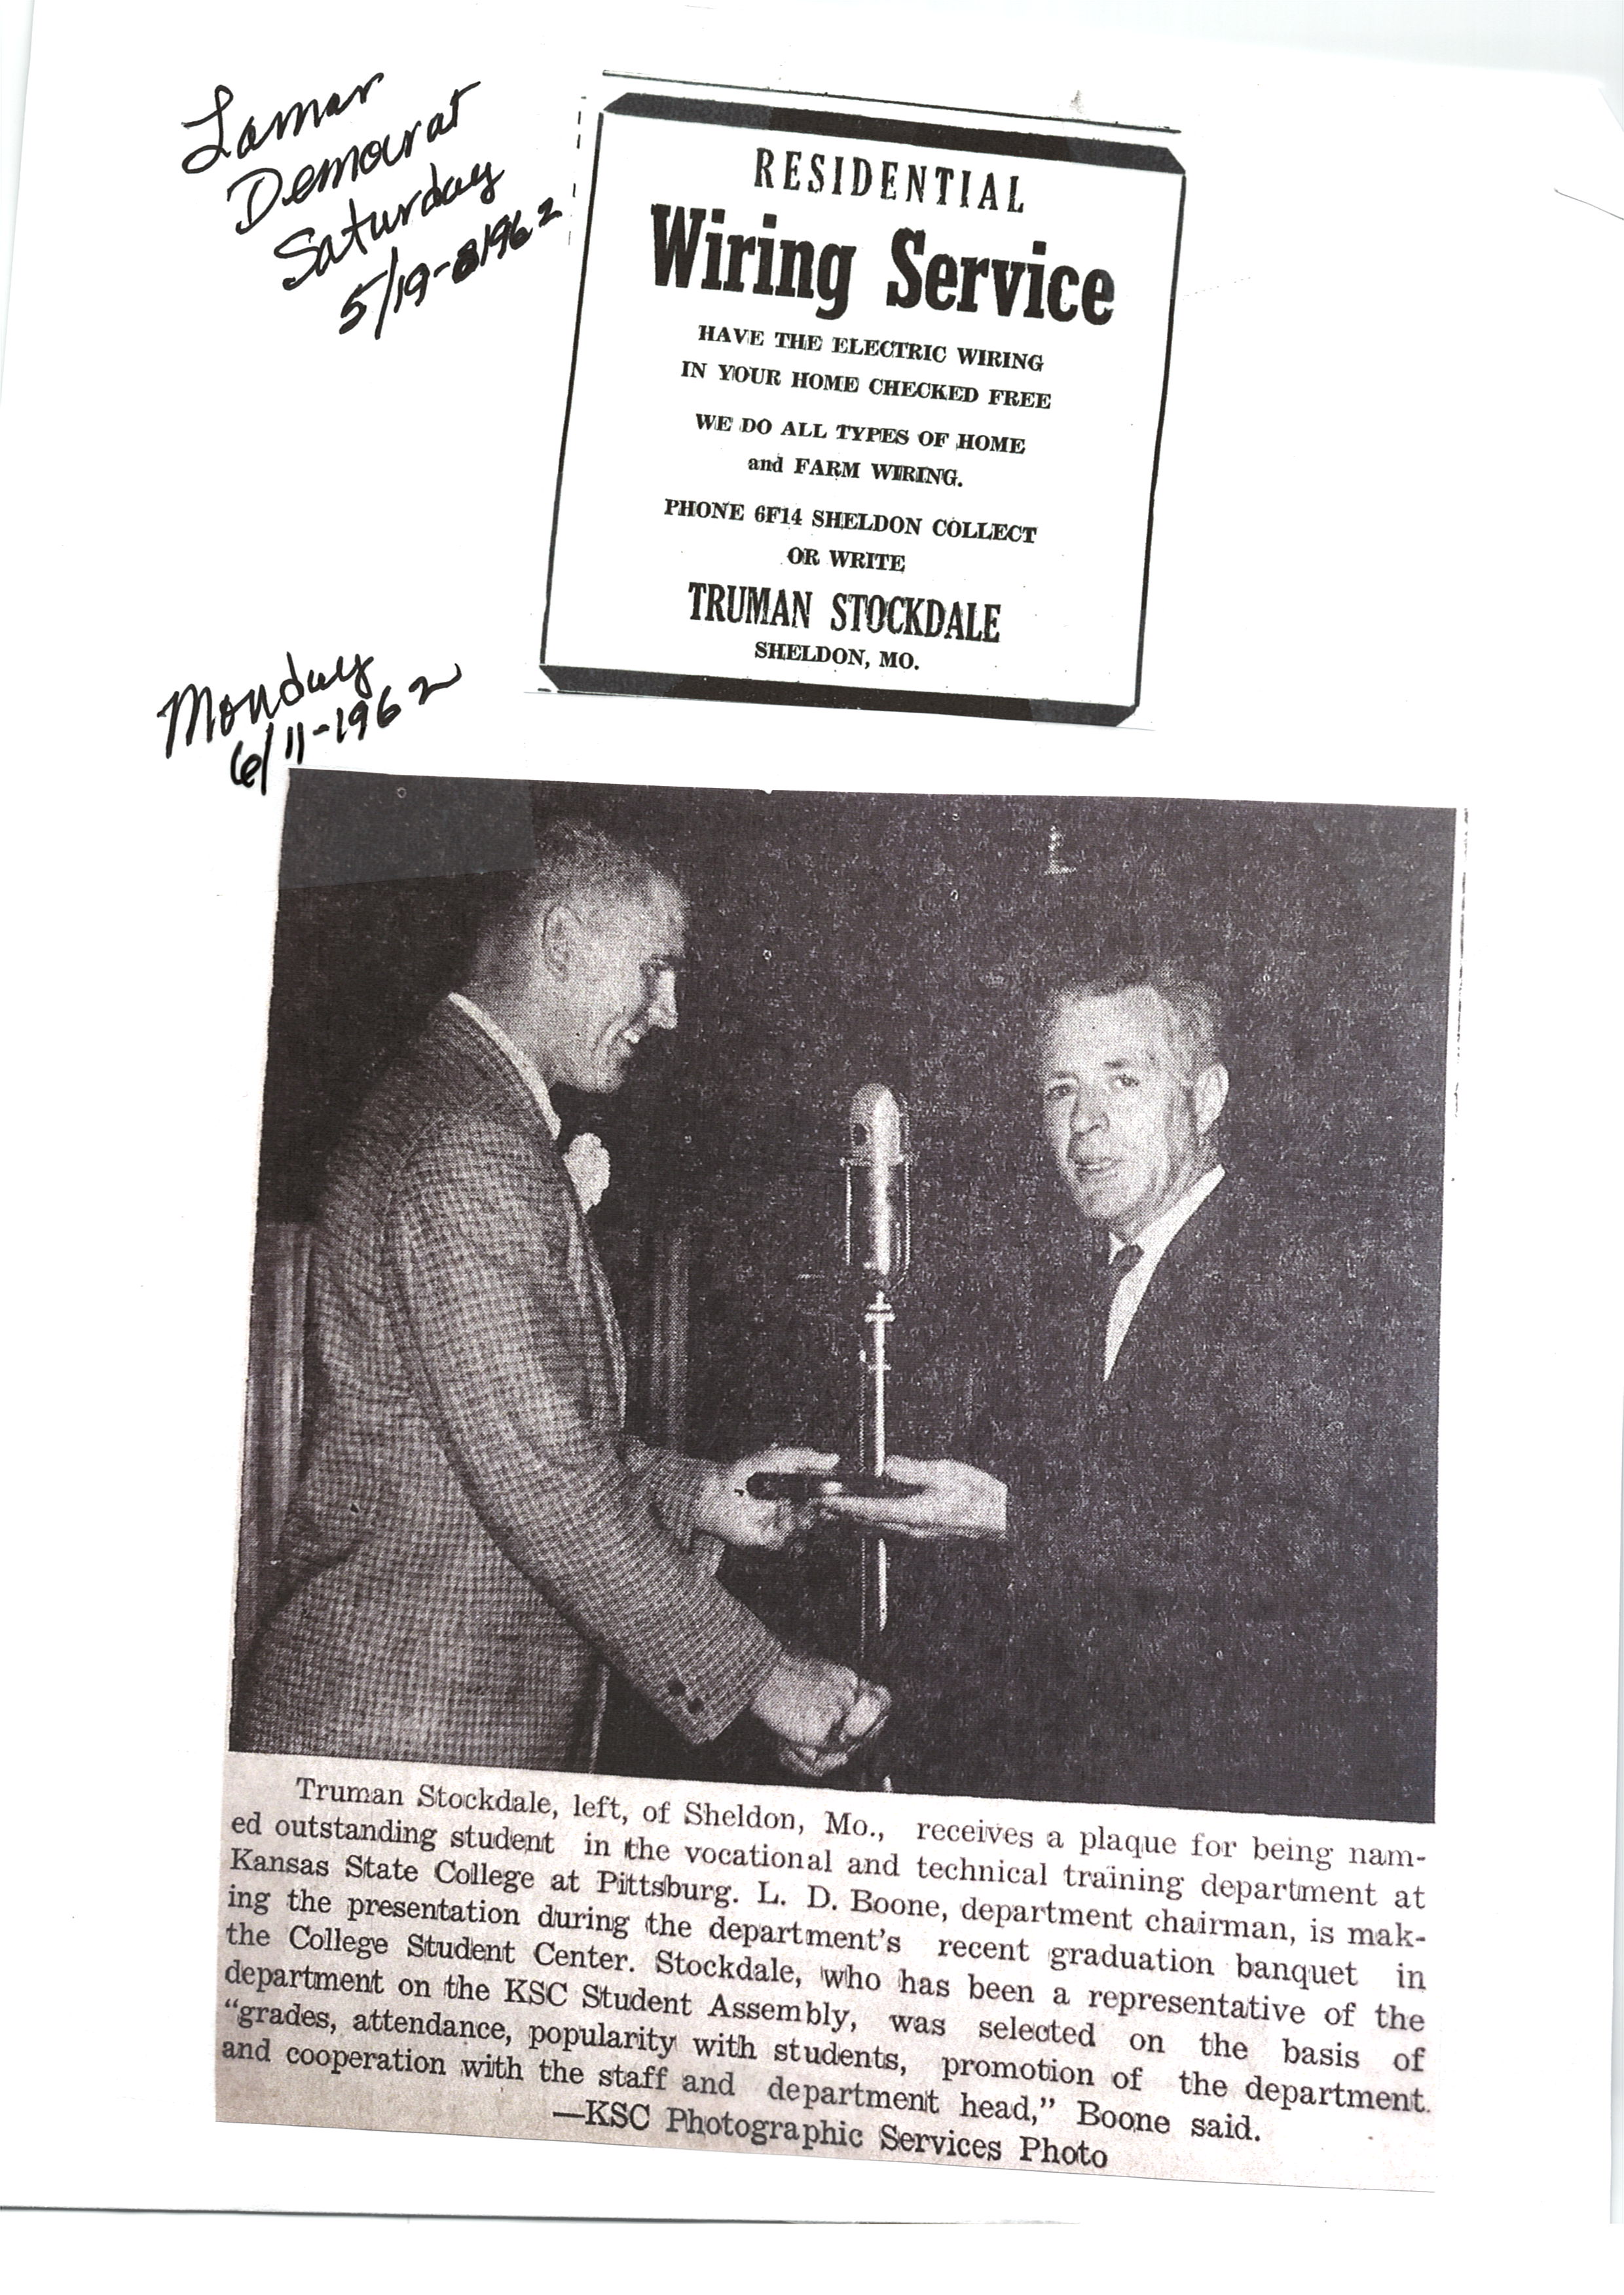 Lamar
Democrat
Saturday
5/19-1962
RESIDENTIAL
Wiring Service
HAVE THE ELECTRIC WIRING
IN YOUR HOME CHECKED FREE
WE DO ALL TYPES OF HOME
and FARM WIRING.
PHONE 6F14 SHELDON COLLECT
OR WRITE
TRUMAN STOCKDALE
SHELDON, MO.
Monday
6/11-1962
Truman Stockdale, left, of Sheldon, Mo., receives a plaque for being nam-
ed outstanding student in the vocational and technical training department at
Kansas State College at Pittsburg. L. D. Boone, department chairman, is mak-
ing the presentation during the department's recent graduation banquet in
the College Student Center. Stockdale, who has been a representative of the
department on the KSC Student Assembly, was selected on the basis of
“grades, attendance, popularity with students, promotion of the department
and cooperation with the staff and department head,” Boone said.
—KSC Photographic Services Photo